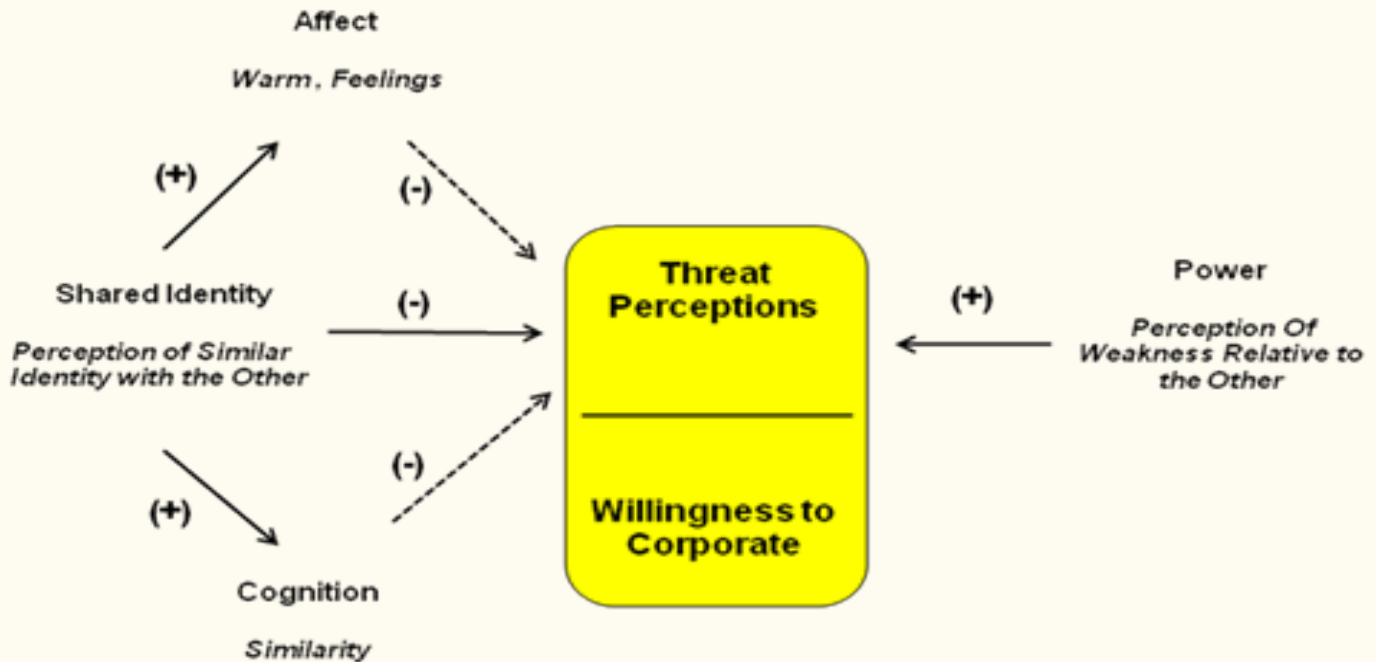 Affect
Warm , Feelings
(+)
(-)
Shared Identity
Perception of Similar
Identity with the Other
(-)
Threat
Perceptions
Willingness to
Corporate
(+)
Power
Perception Of
Weakness Relative to
the Other
(-)
(+)
Cognition
Similarity